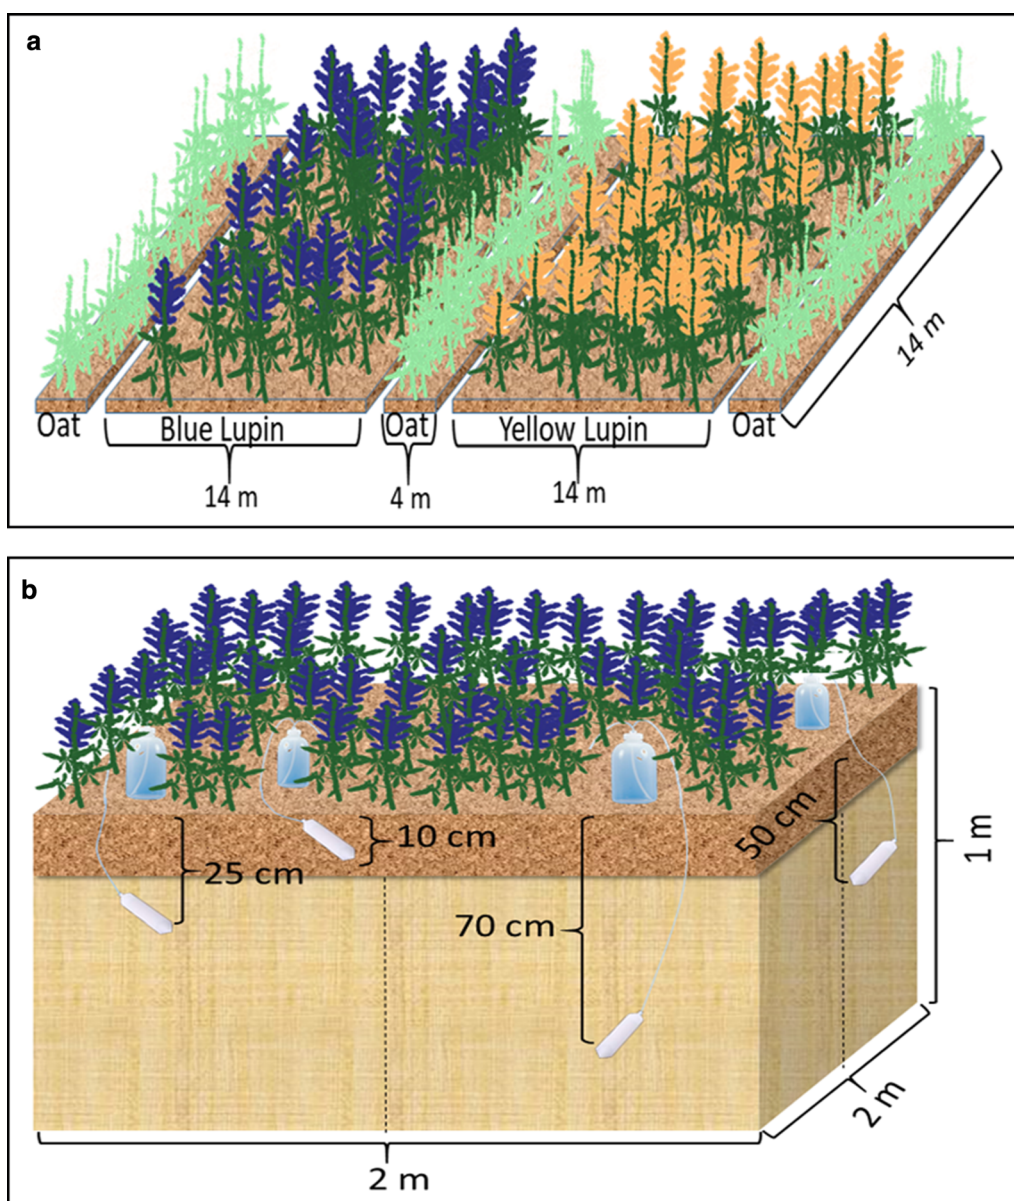 a
14 m
Oat
Blue Lupin
Oat
Yellow Lupin
Oat
14 m
4 m
14 m
b
10 cm
25 cm
50 cm
70 cm
1 m
2 m
2 m